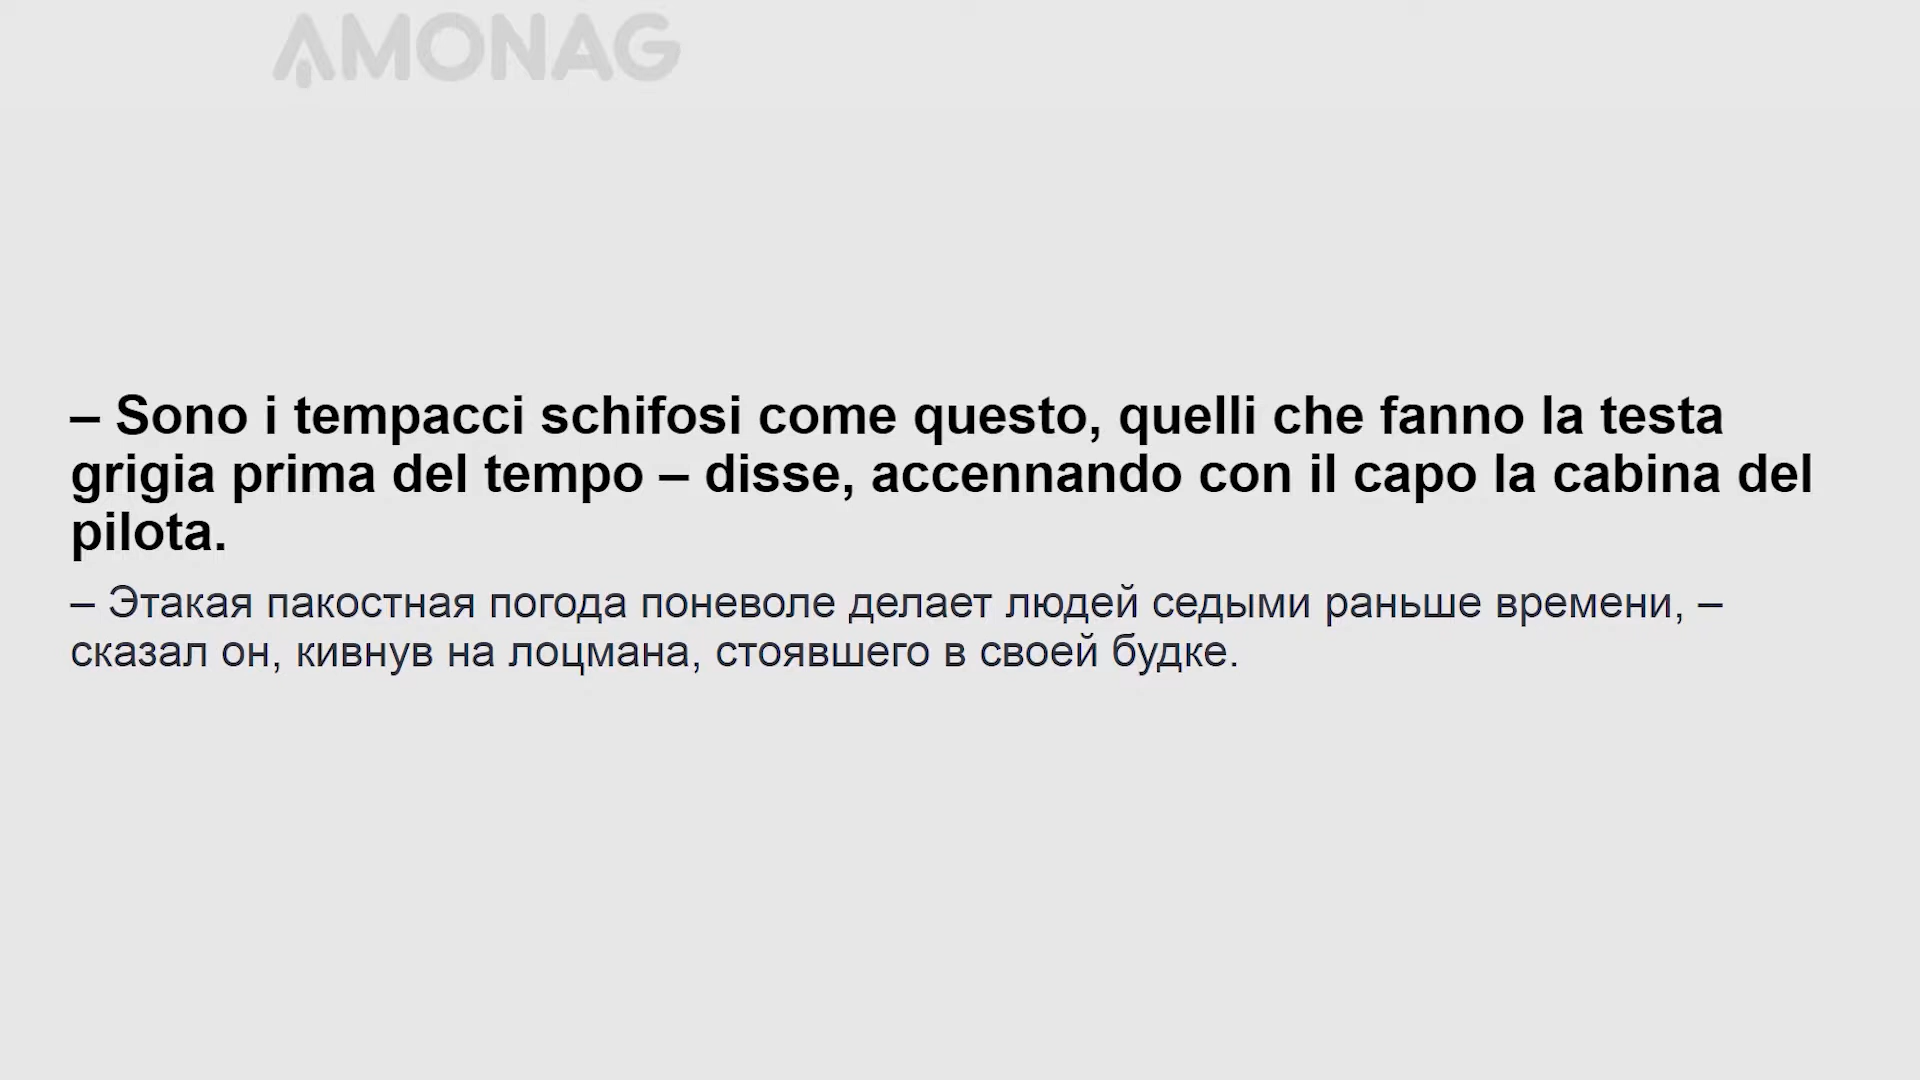 AMONAG
– Sono i tempacci schifosi come questo, quelli che fanno la testa
grigia prima del tempo – disse, accennando con il capo la cabina del
pilota.
– Этакая пакостная погода поневоле делает людей седыми раньше времени, –
сказал он, кивнув на лоцмана, стоявшего в своей будке.